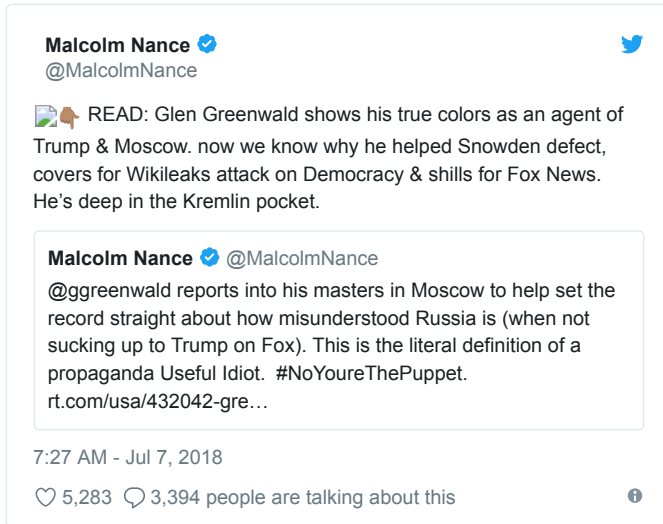 Malcolm Nance
@MalcolmNance
READ: Glen Greenwald shows his true colors as an agent of
Trump & Moscow. now we know why he helped Snowden defect,
covers for Wikileaks attack on Democracy & shills for Fox News.
He’s deep in the Kremlin pocket.
Malcolm Nance @MalcolmNance
@ggreenwald reports into his masters in Moscow to help set the
record straight about how misunderstood Russia is (when not
sucking up to Trump on Fox). This is the literal definition of a
propaganda Useful Idiot.  #NoYoureThePuppet.
rt.com/usa/432042-gre…
7:27 AM - Jul 7, 2018
5,283 3,394 people are talking about this